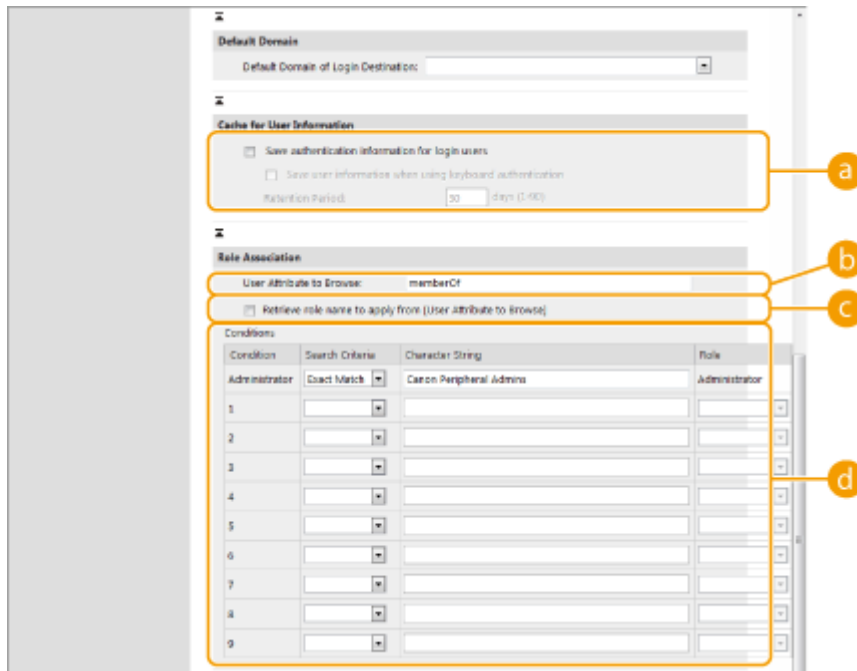 Default Domain
Default Domain of Login Destination:
Cache for User Information
Save authentication information for login users
a
Save user information when using keyboard authentication
Retention Period: 30 days (1-90)
Role Association
b
User Attribute to Browse: memberOf
c
Retrieve role name to apply from [User Attribute to Browse]
Conditions
Condition Search Criteria Character String Role
Administrator Exact Match Canon Peripheral Admins Administrator
1
2
3
4
d
5
6
7
8
9